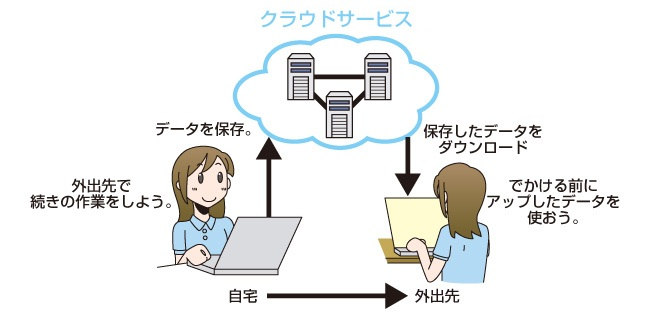 クラウドサービス
データを保存。
保存したデータを
ダウンロード
外出先で
続きの作業をしよう。
でかける前に
アップしたデータを
使おう。
自宅
外出先